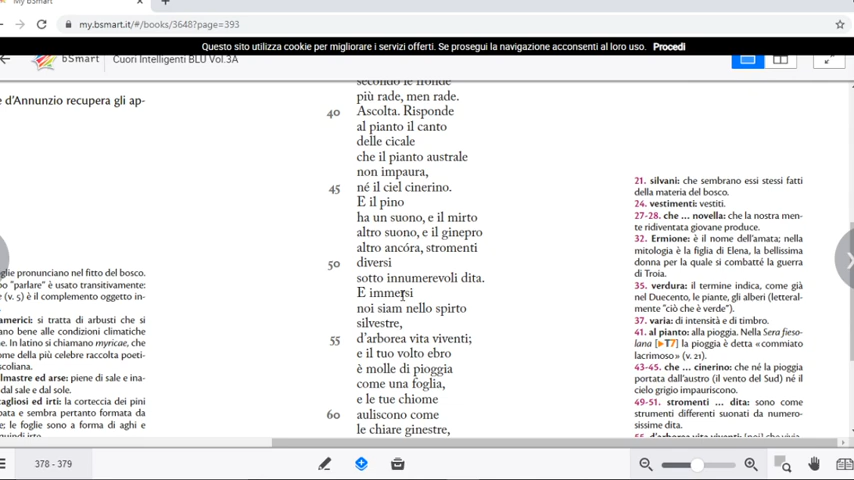 My bSmart
my.bsmart.it/#/books/3648?page=393
Questo sito utilizza cookie per migliorare i servizi offerti. Se prosegui la navigazione acconsenti al loro uso. Procedi
bSmart Cuori Intelligenti BLU Vol.3A
e d'Annunzio recupera gli ap-
glie pronunciano nel fitto del bosco.
bo "parlare" è usato transitivamente:
(v. 5) è il complemento oggetto in-
americi: si tratta di arbusti che si
ano bene alle condizioni climatiche
ne. In latino si chiamano myricae, che
ome della più celebre raccolta poeti-
scoliana.
almastre ed arse: piene di sale e ina-
dal sale e dal sole.
agliosi ed irti: la corteccia dei pini
pata e sembra pertanto formata da
e; le foglie sono a forma di aghi e
secondo le fronde
più rade, men rade.
40 Ascolta. Risponde
al pianto il canto
delle cicale
che il pianto australe
non impaura,
45 né il ciel cinerino.
E il pino
ha un suono, e il mirto
altro suono, e il ginepro
altro ancóra, stromenti
50 diversi
sotto innumerevoli dita.
E immersi
noi siam nello spirto
silvestre,
55 d'arborea vita viventi;
e il tuo volto ebro
è molle di pioggia
come una foglia,
e le tue chiome
60 auliscono come
le chiare ginestre,
21. silvani: che sembrano essi stessi fatti
della materia del bosco.
24. vestimenti: vestiti.
27-28. che ... novella: che la nostra men-
te ridiventata giovane produce.
32. Ermione: è il nome dell'amata; nella
mitologia è la figlia di Elena, la bellissima
donna per la quale si combatté la guerra
di Troia.
35. verdura: il termine indica, come già
nel Duecento, le piante, gli alberi (letteral-
mente "ciò che è verde").
37. varia: di intensità e di timbro.
41. al pianto: alla pioggia. Nella Sera fieso-
lana [▶T7] la pioggia è detta «commiato
lacrimoso» (v. 21).
43-45. che ... cinerino: che né la pioggia
portata dall'austro (il vento del Sud) né il
cielo grigio impauriscono.
49-51. stromenti ... dita: sono come
strumenti differenti suonati da numero-
sissime dita.
378 - 379